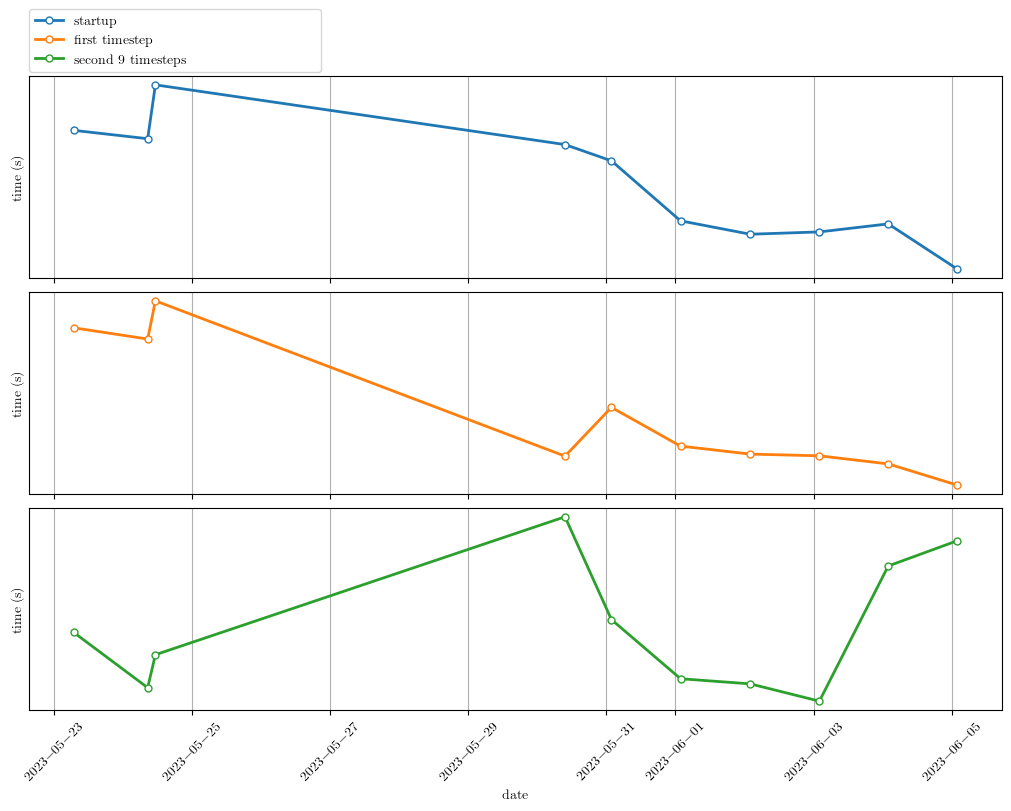 startup
first timestep
second 9 timesteps
time (s)
time (s)
time (s)
2023−05−23
2023−05−25
2023−05−27
2023−05−29
2023−05−31
2023−06−01
2023−06−03
2023−06−05
date